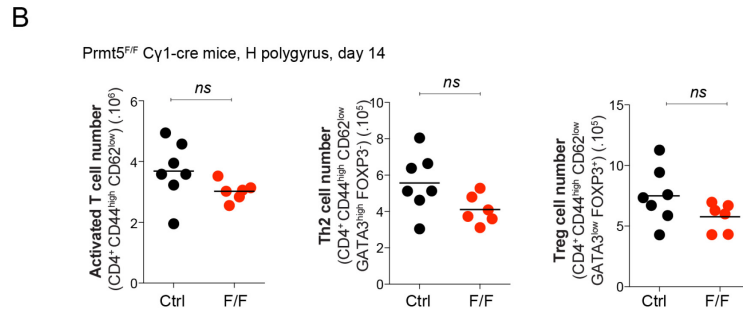 B
Prmt5F/F Cγ1-cre mice, H polygyrus, day 14
Activated T cell number
(CD4+ CD44high CD62low) (.10⁶)
ns
6
4
2
0
Ctrl
F/F
Th2 cell number
(CD4+ CD44high CD62low
GATA3high FOXP3-) (.10⁵)
ns
10
8
6
4
2
0
Ctrl
F/F
Treg cell number
(CD4+ CD44high CD62low
GATA3low FOXP3+) (.10⁵)
ns
15
10
5
0
Ctrl
F/F